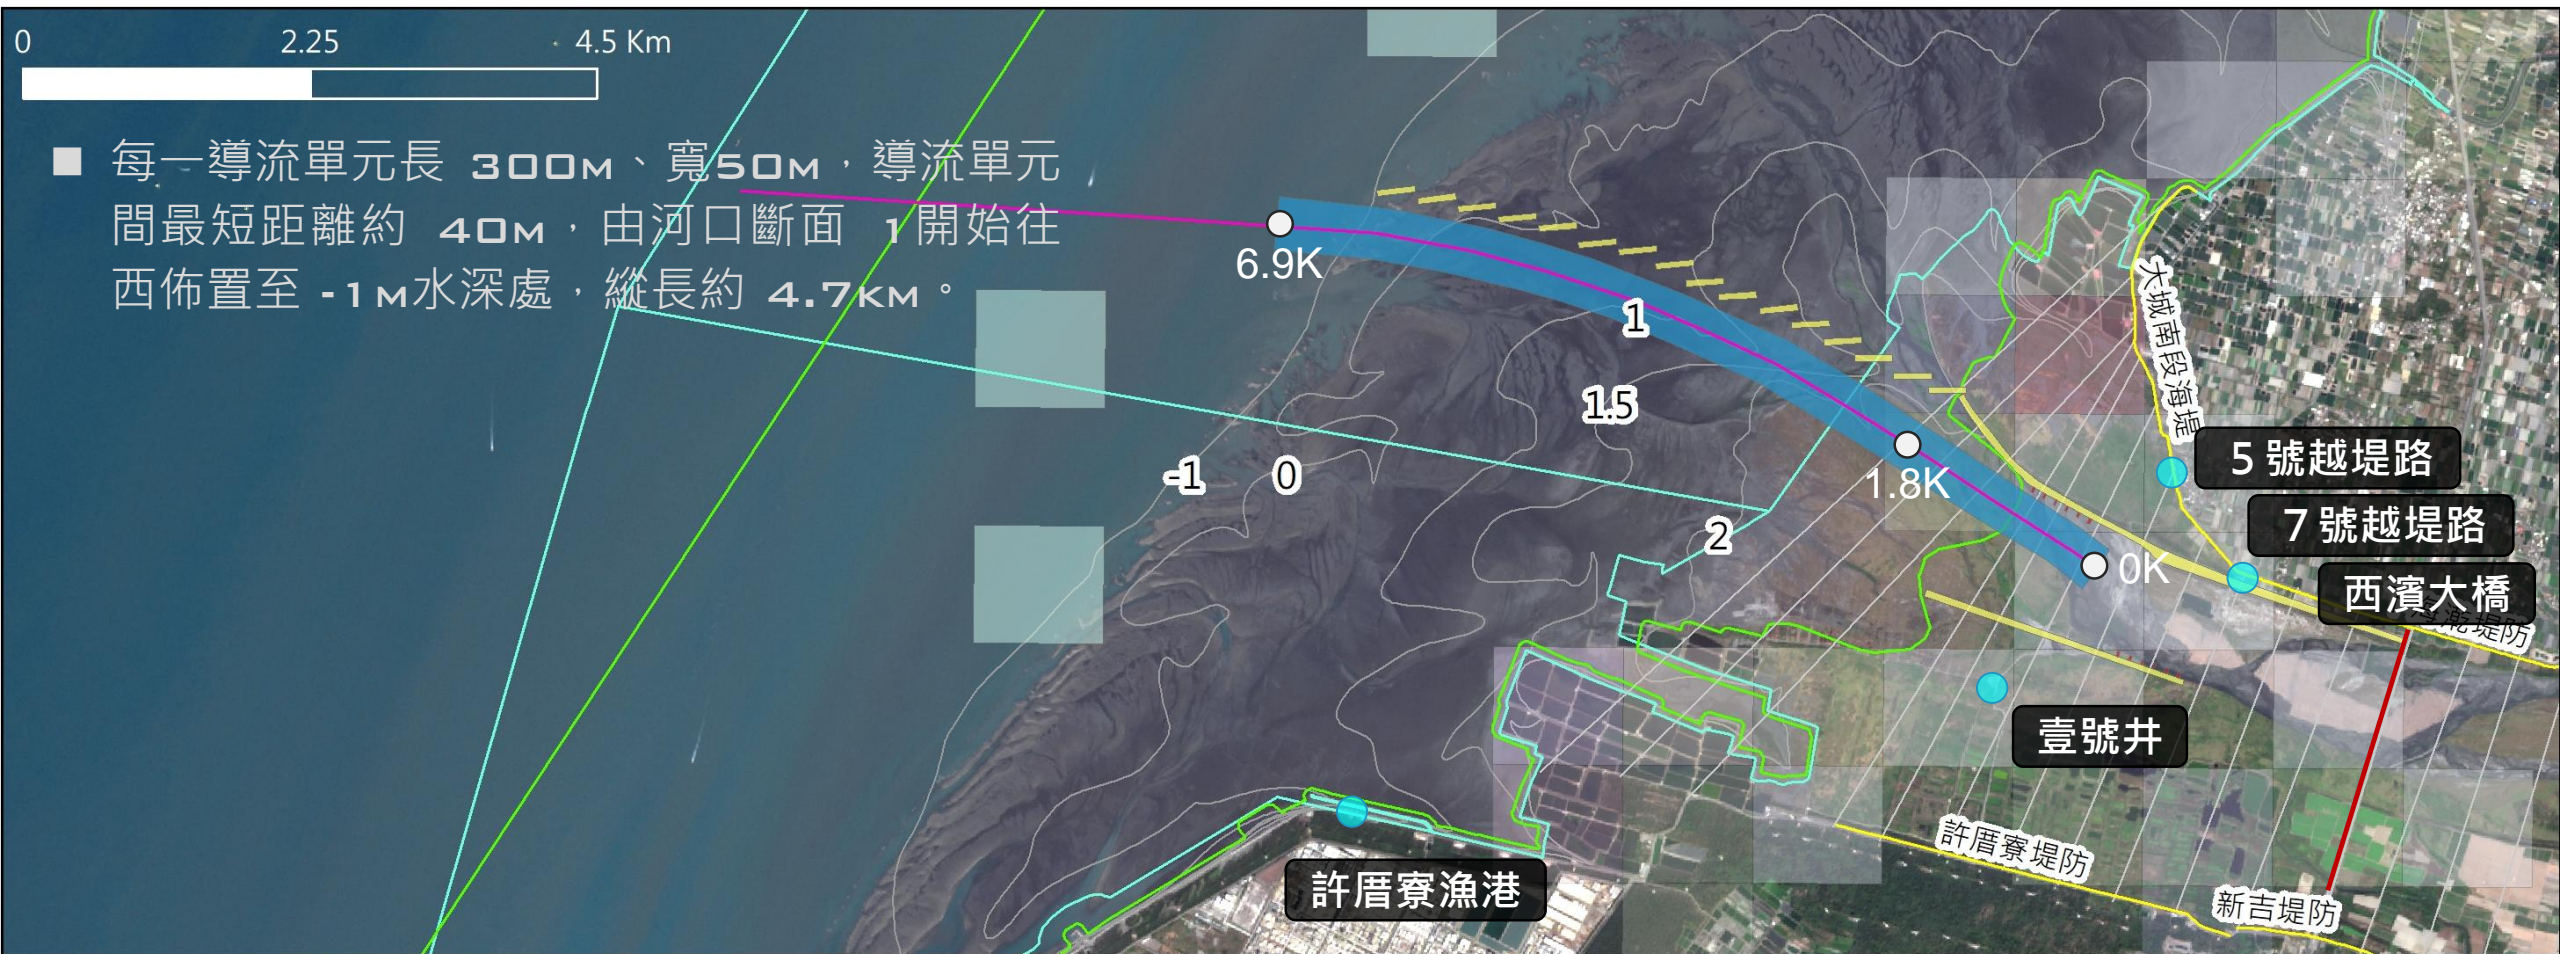 0 2.25 4.5 Km
■ 每一導流單元長 300M、寬50M，導流單元
間最短距離約 40M，由河口斷面 1開始往
西佈置至 -1M水深處，縱長約 4.7KM。
6.9K
1
大城南段海堤
1.5
5號越堤路
-1
0
1.8K
7號越堤路
2
0K
西濱大橋
壹號井
許厝寮堤防
許厝寮漁港
新吉堤防